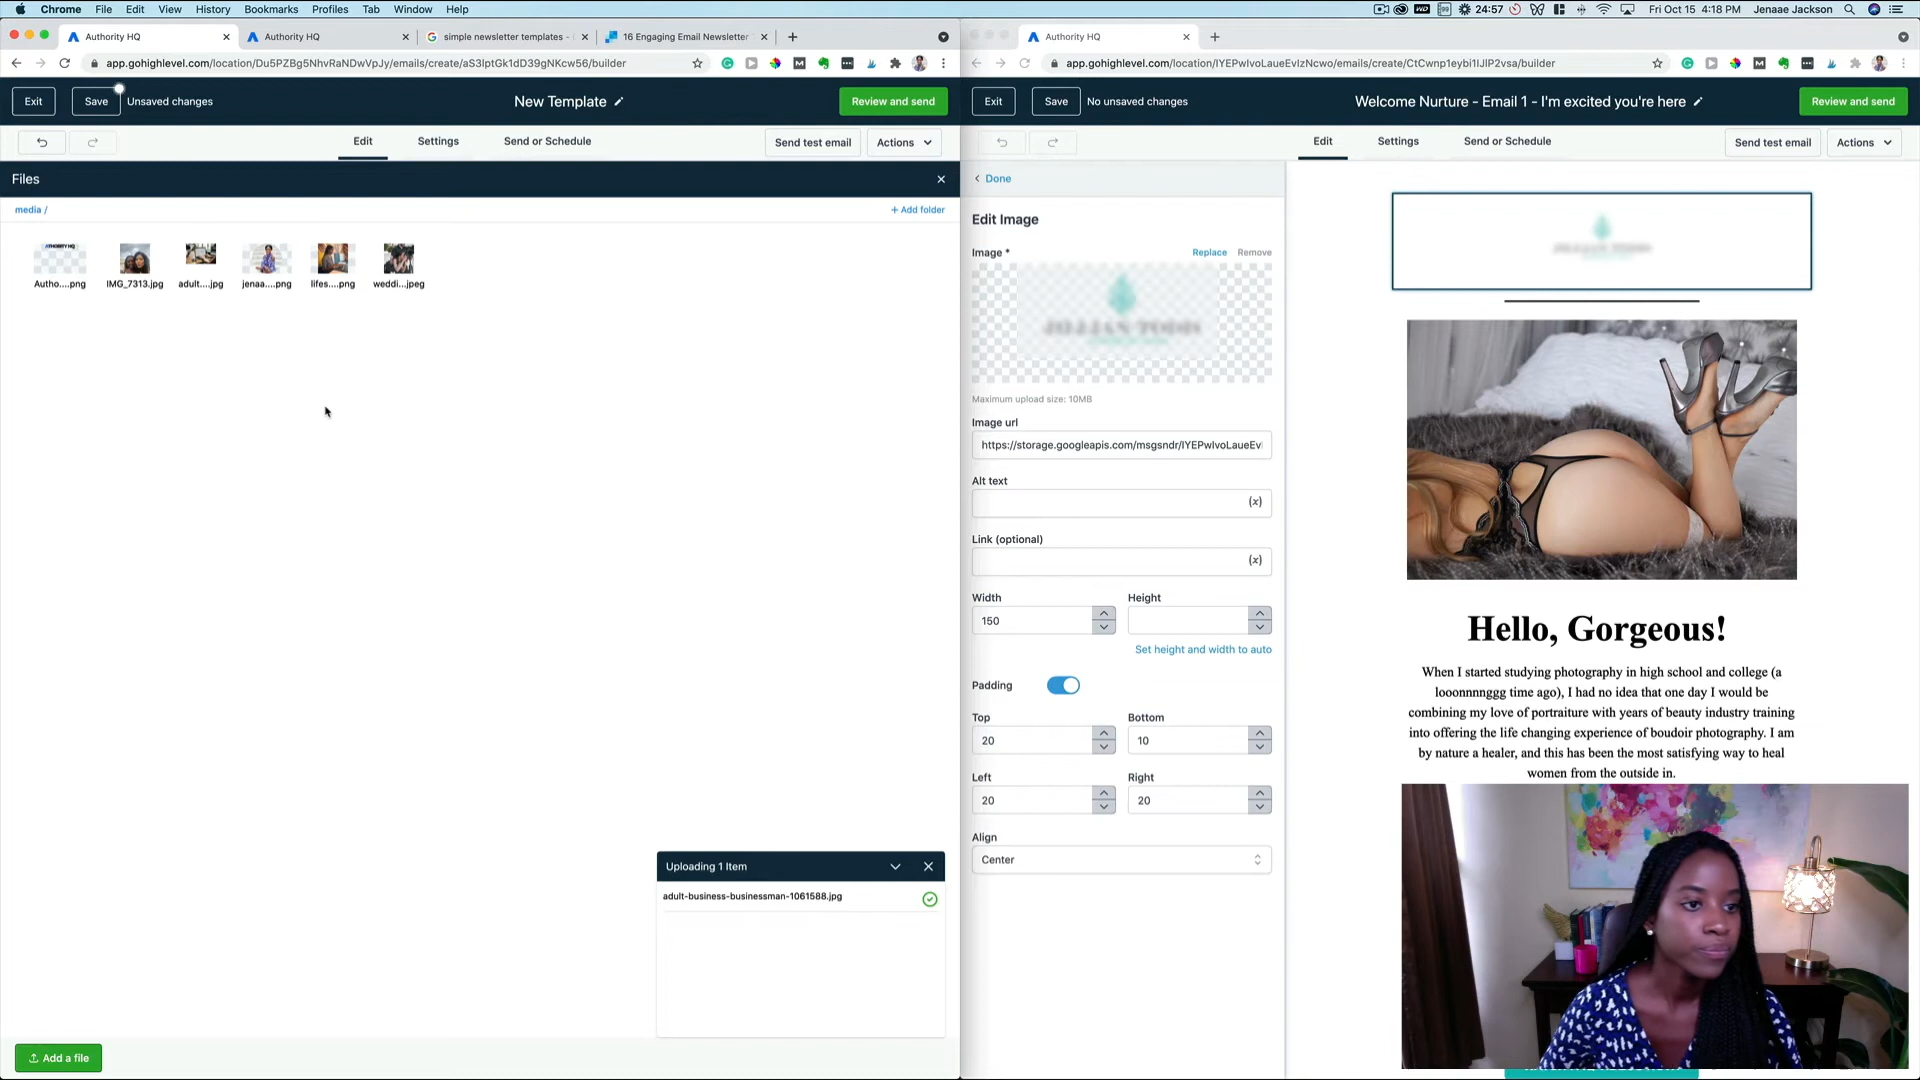 Chrome File Edit View History Bookmarks Profiles Tab Window Help
24:57 Fri Oct 15 4:18 PM Jenaae Jackson
Authority HQ
Authority HQ
simple newsletter templates -
16 Engaging Email Newsletter
app.gohighlevel.com/location/Du5PZBg5NhvRaNDwVpJy/emails/create/aS3lptGk1dD39gNKcw56/builder
Exit Save Unsaved changes New Template Review and send
Edit Settings Send or Schedule Send test email Actions
Files
media / + Add folder
Autho....png IMG_7313.jpg adult....jpg jenaa....png lifes....png weddi...jpeg
Uploading 1 Item
adult-business-businessman-1061588.jpg
Add a file
Authority HQ
app.gohighlevel.com/location/IYEPwIvoLaueEvIzNcwo/emails/create/CtCwnp1eybi1IJIP2vsa/builder
Exit Save No unsaved changes Welcome Nurture - Email 1 - I'm excited you're here Review and send
Edit Settings Send or Schedule Send test email Actions
Done
Edit Image
Image * Replace Remove
Maximum upload size: 10MB
Image url
https://storage.googleapis.com/msgsndr/IYEPwIvoLaueEv
Alt text
(x)
Link (optional)
(x)
Width Height
150
Set height and width to auto
Padding
Top Bottom
20 10
Left Right
20 20
Align
Center
Hello, Gorgeous!
When I started studying photography in high school and college (a
looonnnnggg time ago), I had no idea that one day I would be
combining my love of portraiture with years of beauty industry training
into offering the life changing experience of boudoir photography. I am
by nature a healer, and this has been the most satisfying way to heal
women from the outside in.